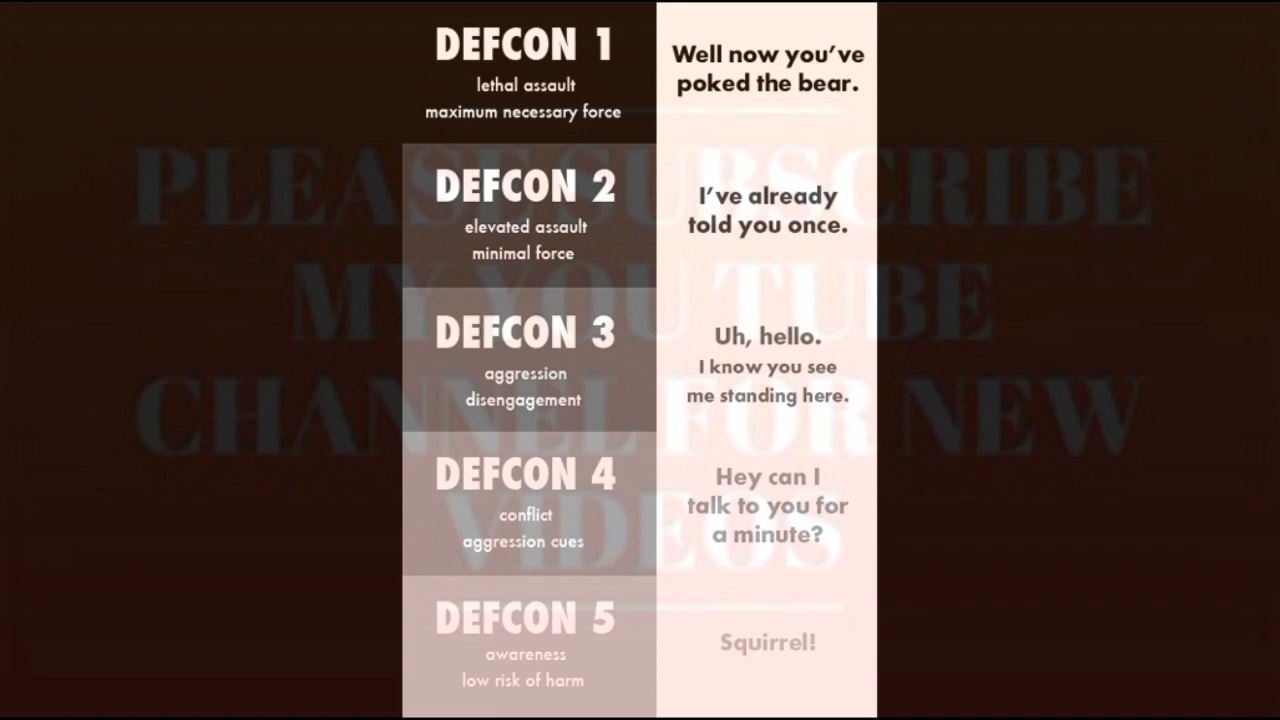 DEFCON 1
lethal assault
maximum necessary force
Well now you've
poked the bear.
DEFCON 2
elevated assault
minimal force
I've already
told you once.
DEFCON 3
aggression
disengagement
Uh, hello.
I know you see
me standing here.
DEFCON 4
conflict
aggression cues
Hey can I
talk to you for
a minute?
DEFCON 5
awareness
low risk of harm
Squirrel!
PLEASE SUBSCRIBE
MY YOU TUBE
CHANNEL FOR NEW
VIDEOS